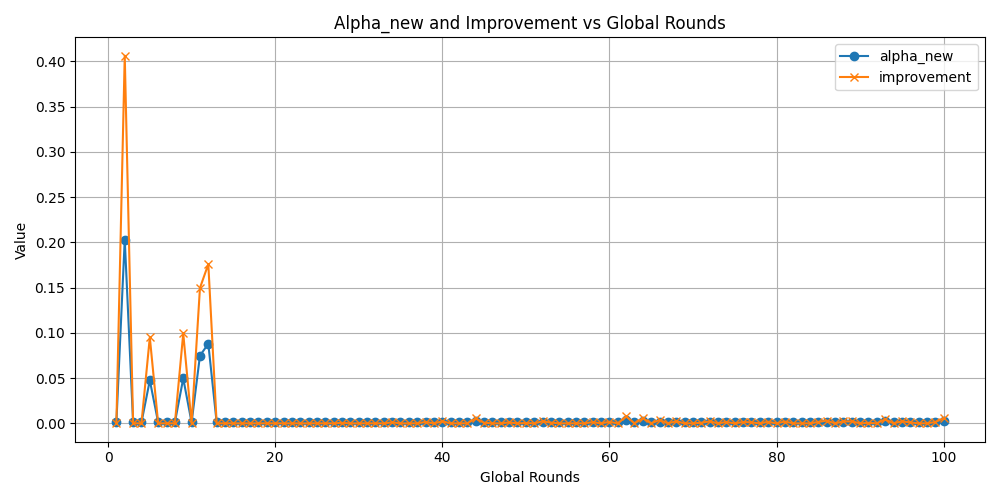 Alpha_new and Improvement vs Global Rounds
alpha_new
improvement
Value
0.40
0.35
0.30
0.25
0.20
0.15
0.10
0.05
0.00
0 20 40 60 80 100
Global Rounds